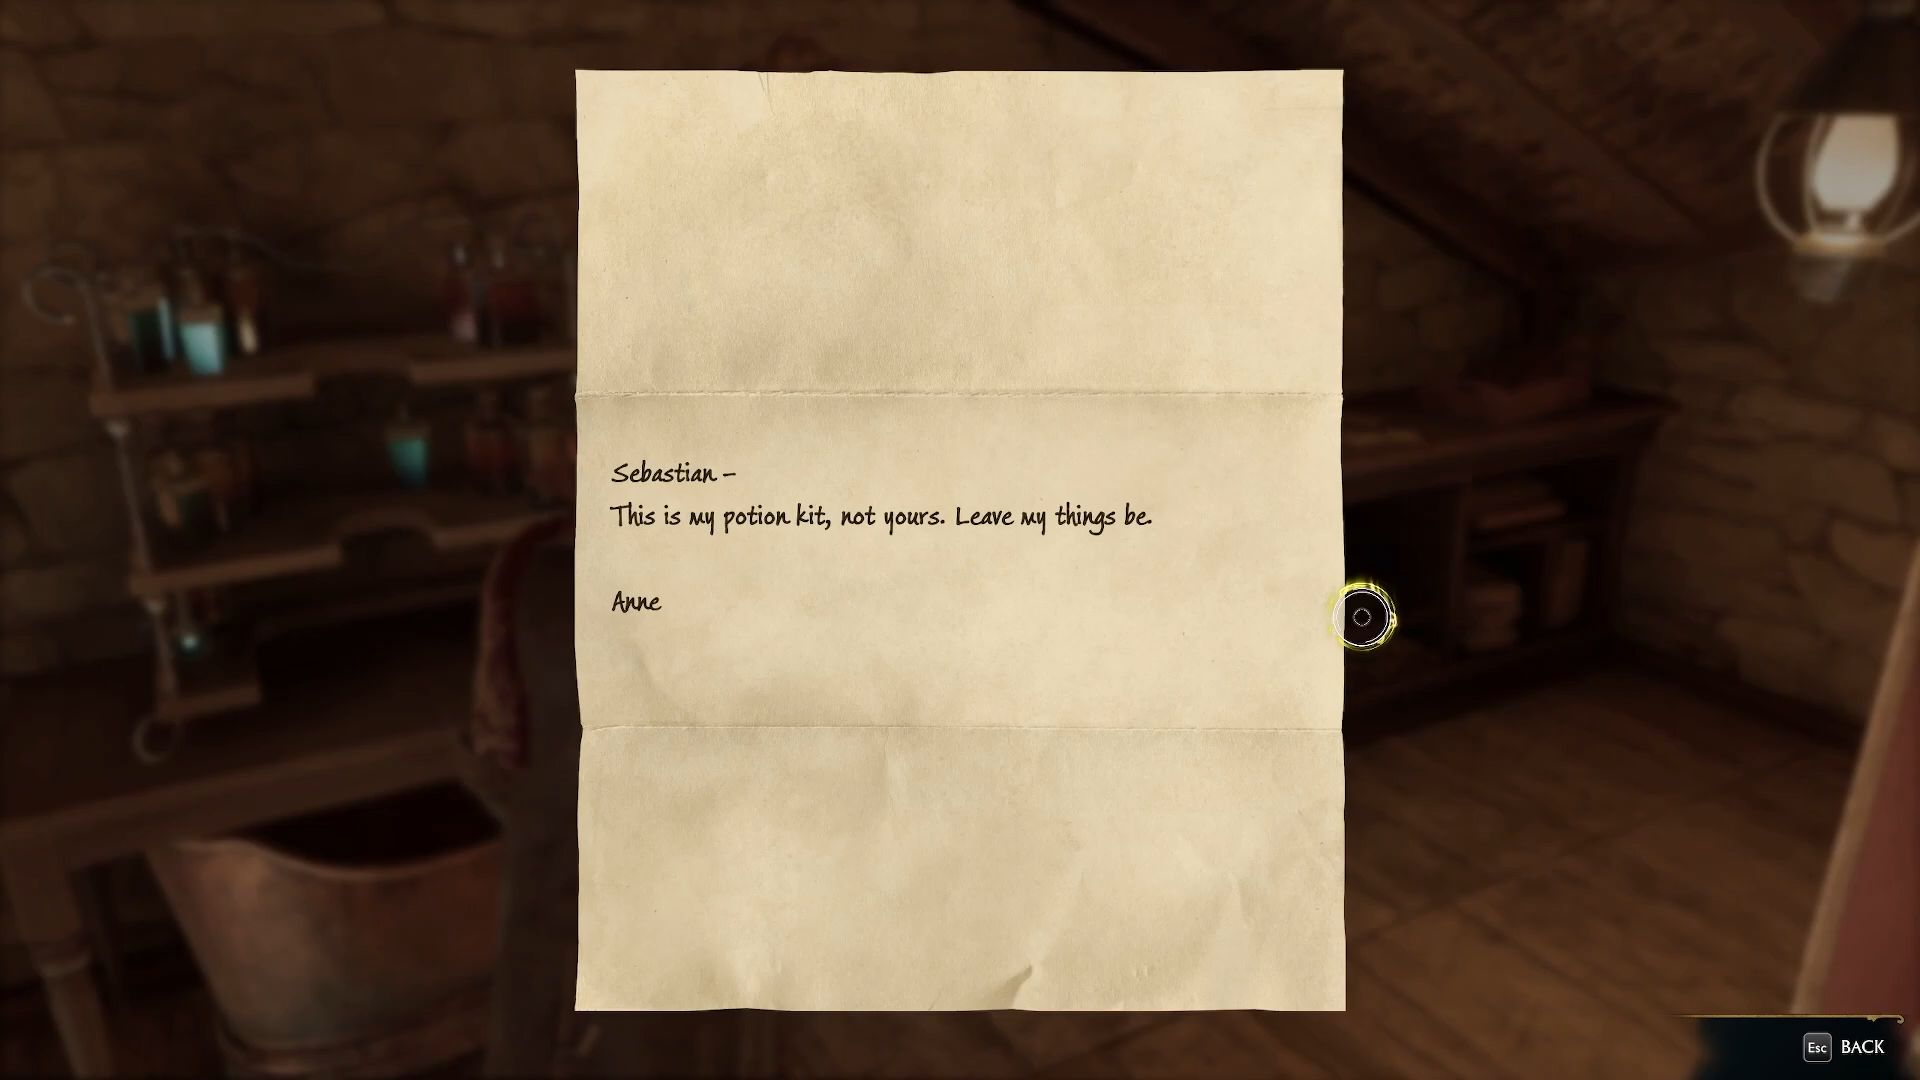 Sebastian –
This is my potion kit, not yours. Leave my things be.
Anne
Esc BACK